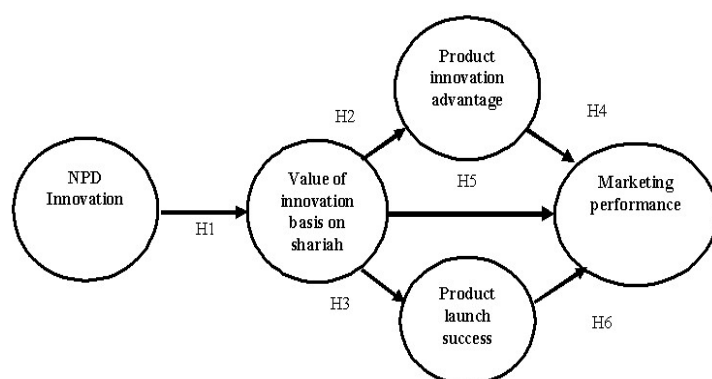 Product
innovation
advantage
H2
H4
NPD
Innovation
H1
Value of
innovation
basis on
shariah
H5
Marketing
performance
H3
Product
launch
success
H6